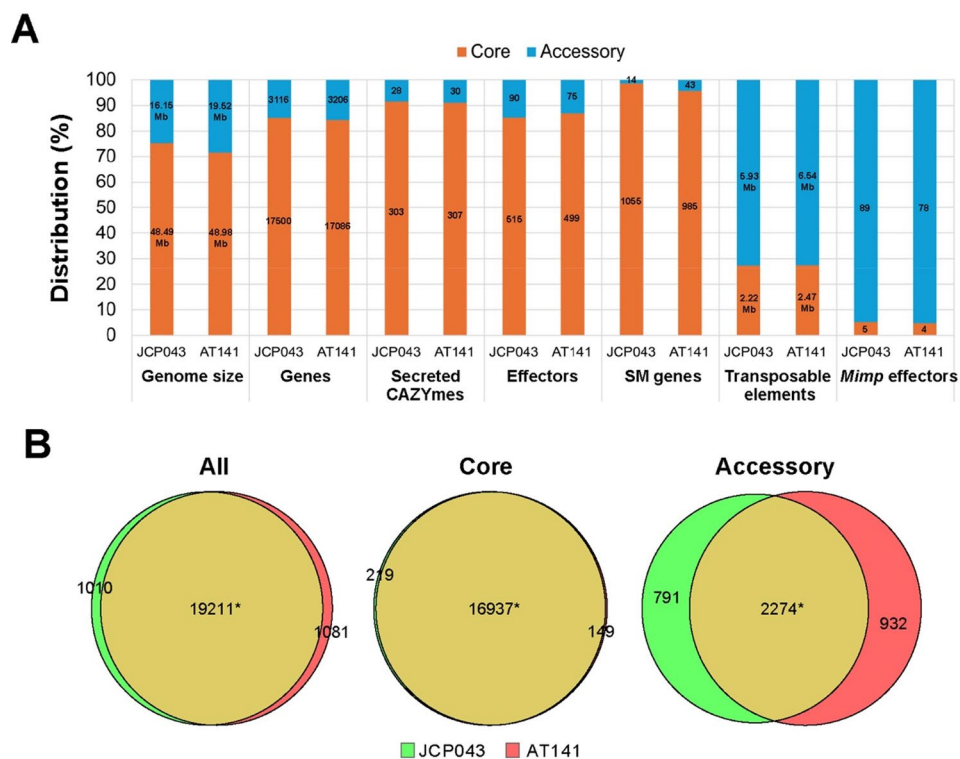 A
Core Accessory
Distribution (%)
100
90
80
70
60
50
40
30
20
10
0
16.15 Mb
19.52 Mb
3116
3206
28
30
90
75
14
43
5.93 Mb
6.54 Mb
89
78
48.49 Mb
48.98 Mb
17500
17086
303
307
515
499
1055
985
2.22 Mb
2.47 Mb
5
4
JCP043 AT141 JCP043 AT141 JCP043 AT141 JCP043 AT141 JCP043 AT141 JCP043 AT141 JCP043 AT141
Genome size
Genes
Secreted
CAZYmes
Effectors
SM genes
Transposable
elements
Mimp effectors
B
All
Core
Accessory
1010
19211*
1081
219
16937*
149
791
2274*
932
JCP043 AT141